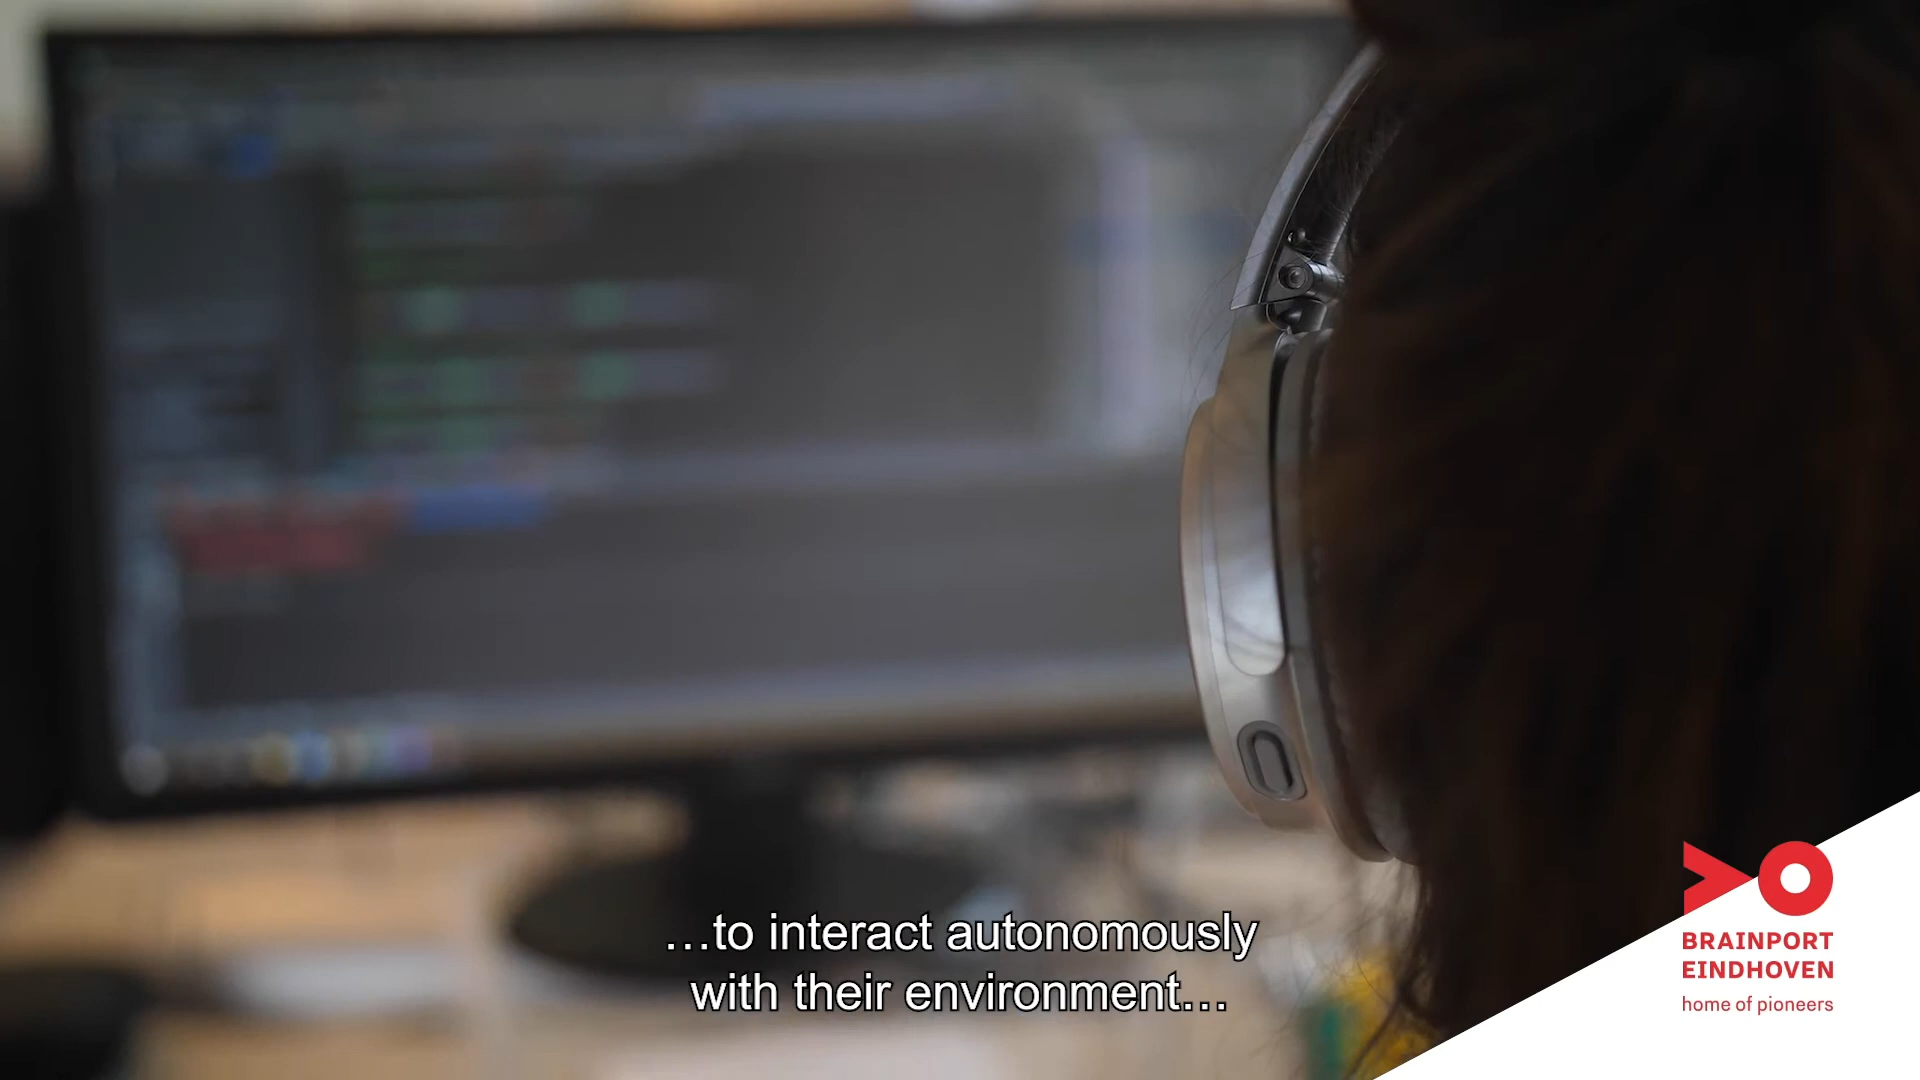 …to interact autonomously
with their environment…
BRAINPORT
EINDHOVEN
home of pioneers